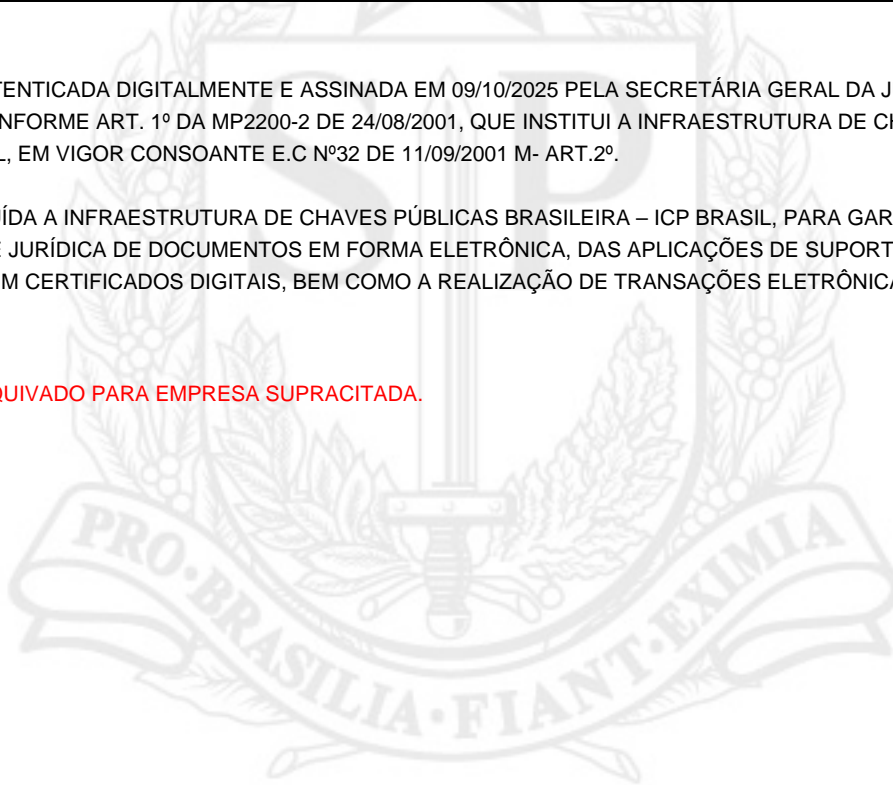 TENTICADA DIGITALMENTE E ASSINADA EM 09/10/2025 PELA SECRETÁRIA GERAL DA J
NFORME ART. 1º DA MP2200-2 DE 24/08/2001, QUE INSTITUI A INFRAESTRUTURA DE CH
L, EM VIGOR CONSOANTE E.C Nº32 DE 11/09/2001 M- ART.2º.
UÍDA A INFRAESTRUTURA DE CHAVES PÚBLICAS BRASILEIRA – ICP BRASIL, PARA GAR
E JURÍDICA DE DOCUMENTOS EM FORMA ELETRÔNICA, DAS APLICAÇÕES DE SUPORT
M CERTIFICADOS DIGITAIS, BEM COMO A REALIZAÇÃO DE TRANSAÇÕES ELETRÔNICA
QUIVADO PARA EMPRESA SUPRACITADA.
SP
PRO·BRASILIA·FIANT·EXIMIA